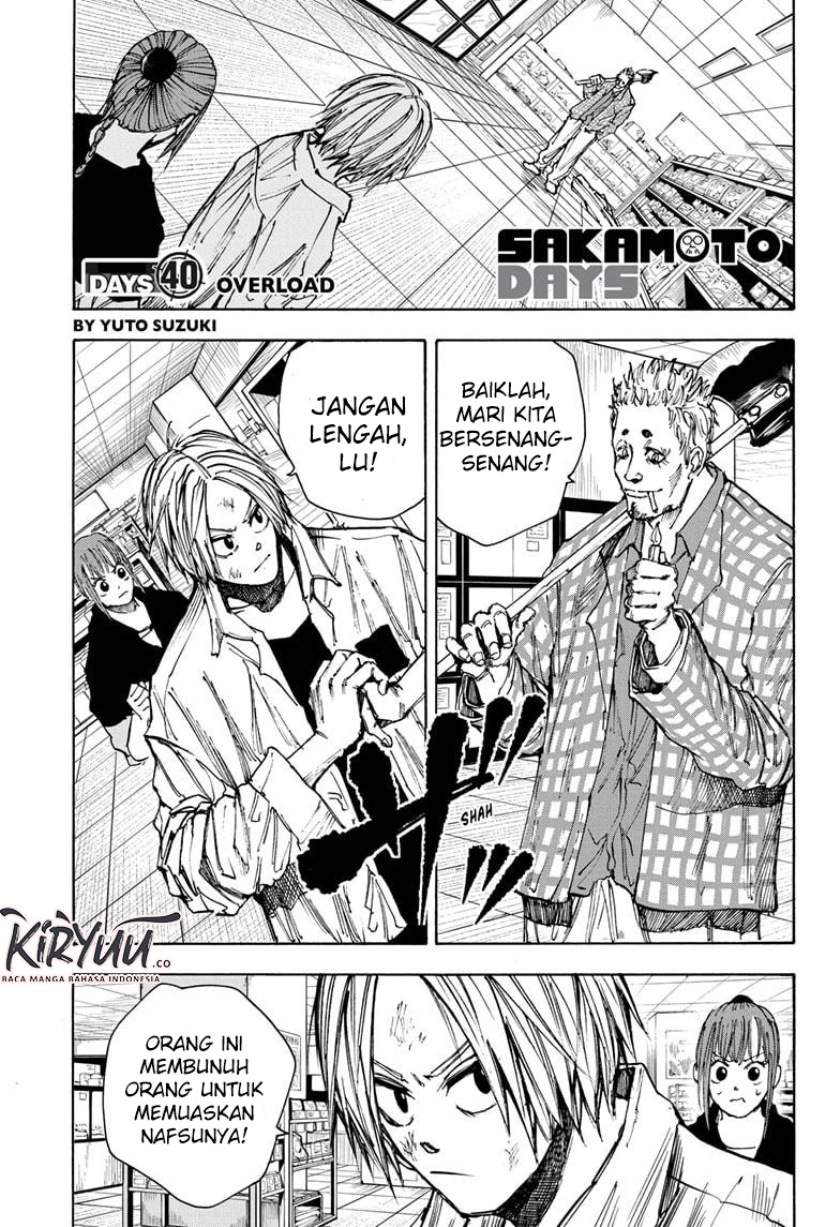 SAKAMOTO
DAYS
DAYS 40 OVERLOAD
BY YUTO SUZUKI
BAIKLAH,
MARI KITA
BERSENANG-
SENANG!
JANGAN
LENGAH,
LU!
SHAH
KIRYUU.CO
BACA MANGA BAHASA INDONESIA
ORANG INI
MEMBUNUH
ORANG UNTUK
MEMUASKAN
NAFSUNYA!